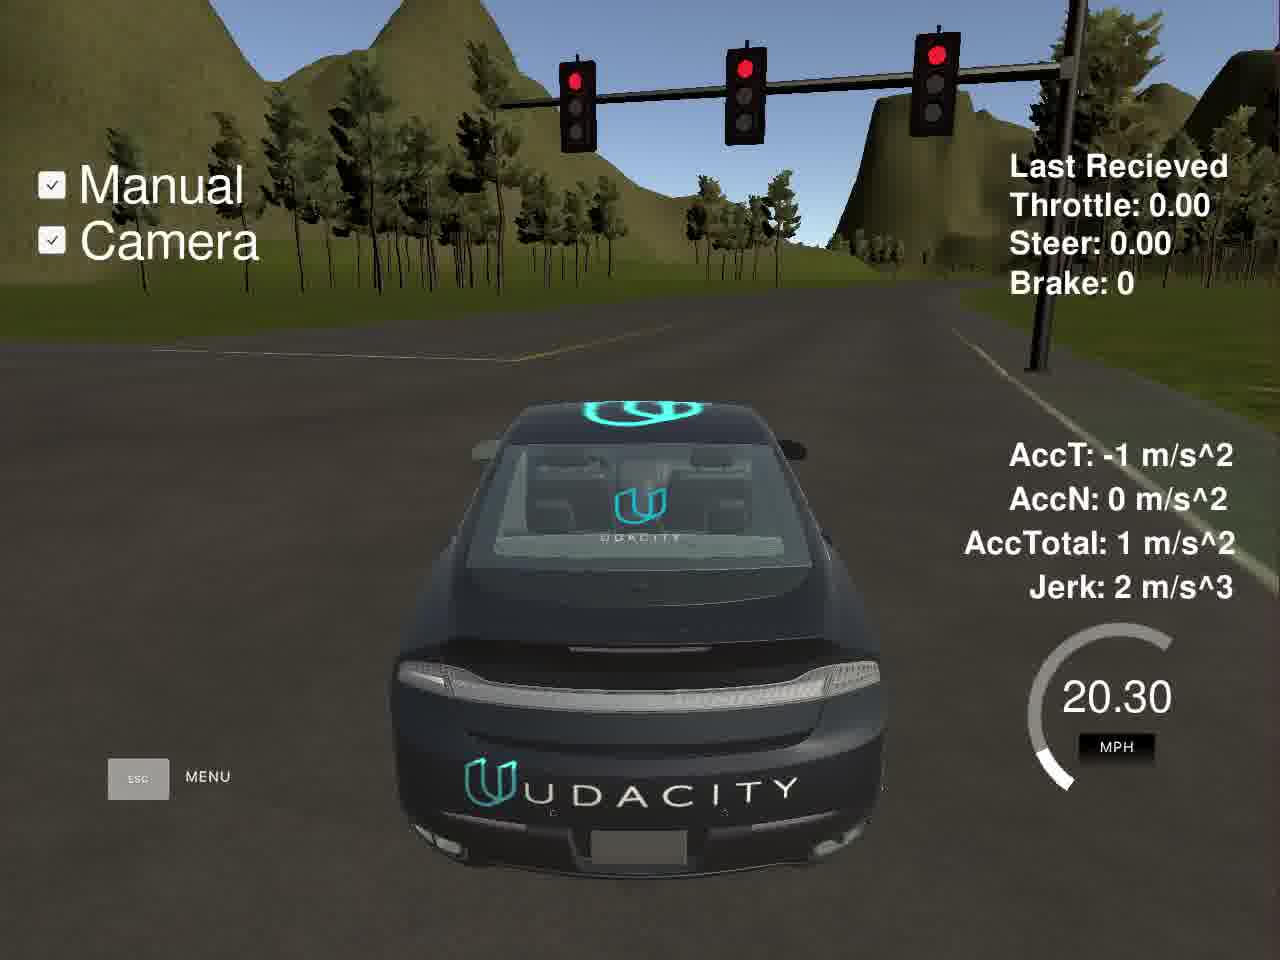 Manual
Camera
Last Recieved
Throttle: 0.00
Steer: 0.00
Brake: 0
AccT: -1 m/s^2
AccN: 0 m/s^2
AccTotal: 1 m/s^2
Jerk: 2 m/s^3
20.30
MPH
UDACITY
ESC MENU
UDACITY